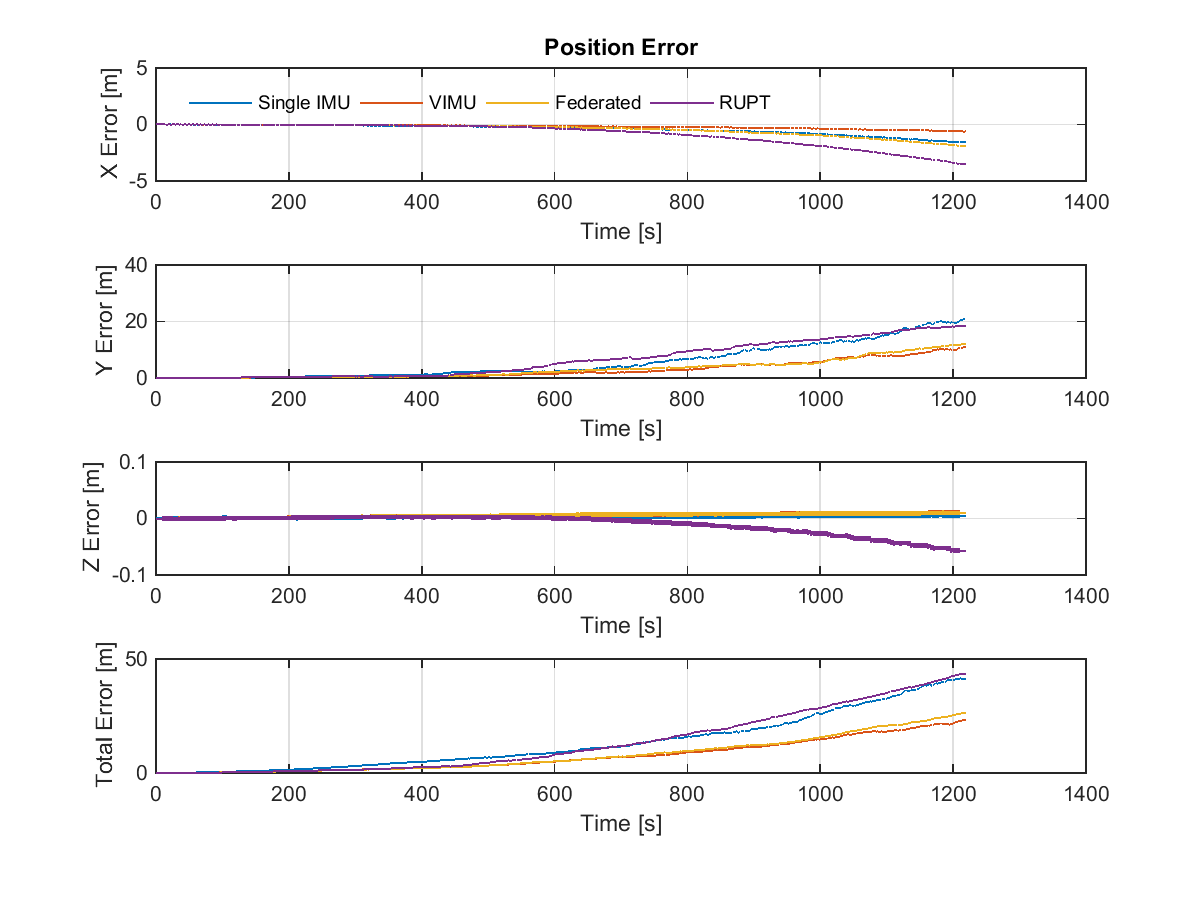 Position Error
5
0
-5
X Error [m]
Single IMU VIMU Federated RUPT
0 200 400 600 800 1000 1200 1400
Time [s]
40
20
0
Y Error [m]
0 200 400 600 800 1000 1200 1400
Time [s]
0.1
0
-0.1
Z Error [m]
0 200 400 600 800 1000 1200 1400
Time [s]
50
0
Total Error [m]
0 200 400 600 800 1000 1200 1400
Time [s]